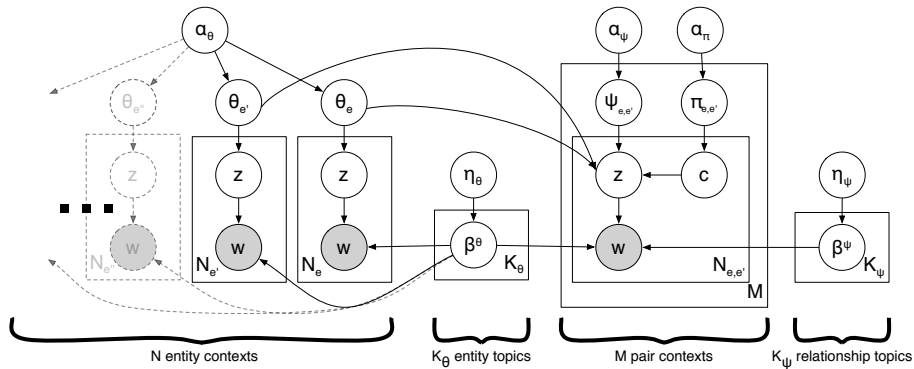 α_θ α_ψ α_π
θ_e'' θ_e' θ_e ψ_e,e' π_e,e'
z z z η_θ z c η_ψ
w w w β^θ w β^ψ
N_e'' N_e' N_e K_θ N_e,e' K_ψ
M
N entity contexts K_θ entity topics M pair contexts K_ψ relationship topics